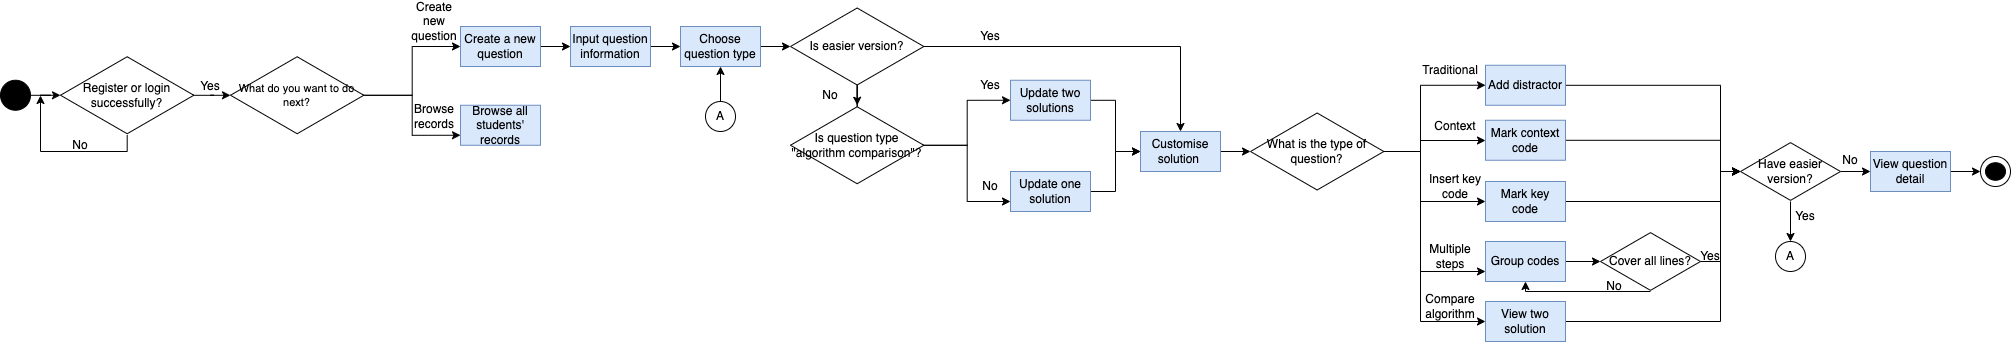 Register or login
successfully?
No
Yes
What do you want to do
next?
Create
new
question
Browse
records
Create a new
question
Browse all
students'
records
Input question
information
Choose
question type
A
Is easier version?
Yes
No
Is question type
"algorithm comparison"?
Yes
No
Update two
solutions
Update one
solution
Customise
solution
What is the type of
question?
Traditional
Add distractor
Context
Mark context
code
Insert key
code
Mark key
code
Multiple
steps
Group codes
Cover all lines?
Yes
No
Compare
algorithm
View two
solution
Have easier
version?
No
Yes
A
View question
detail